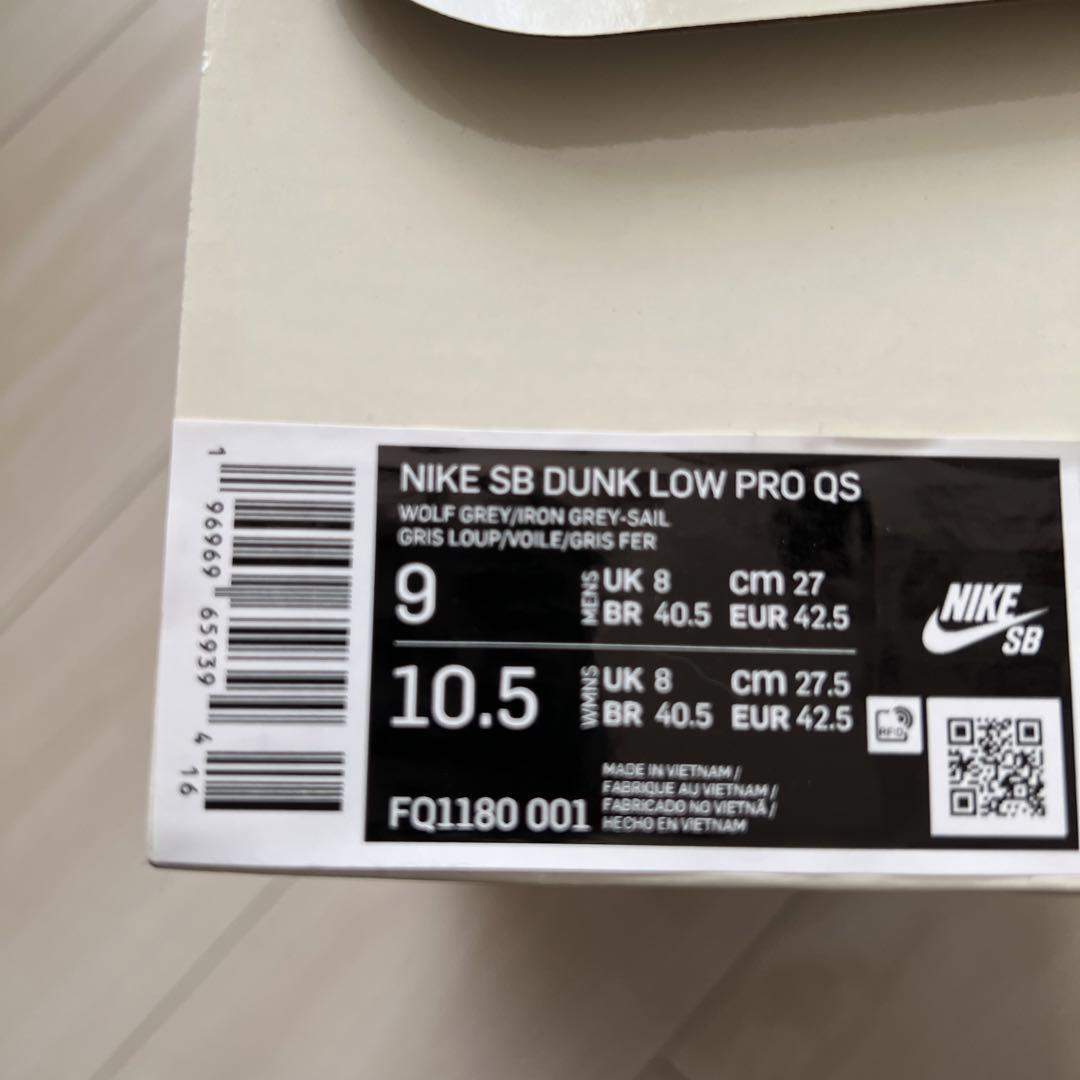 NIKE SB DUNK LOW PRO QS
WOLF GREY/IRON GREY-SAIL
GRIS LOUP/VOILE/GRIS FER
9
MENS
UK 8 cm 27
BR 40.5 EUR 42.5
10.5
WMNS
UK 8 cm 27.5
BR 40.5 EUR 42.5
FQ1180 001
MADE IN VIETNAM /
FABRIQUE AU VIETNAM /
FABRICADO NO VIETNÃ /
HECHO EN VIETNAM
NIKE
SB
RFID
1 96969 65939 4 16